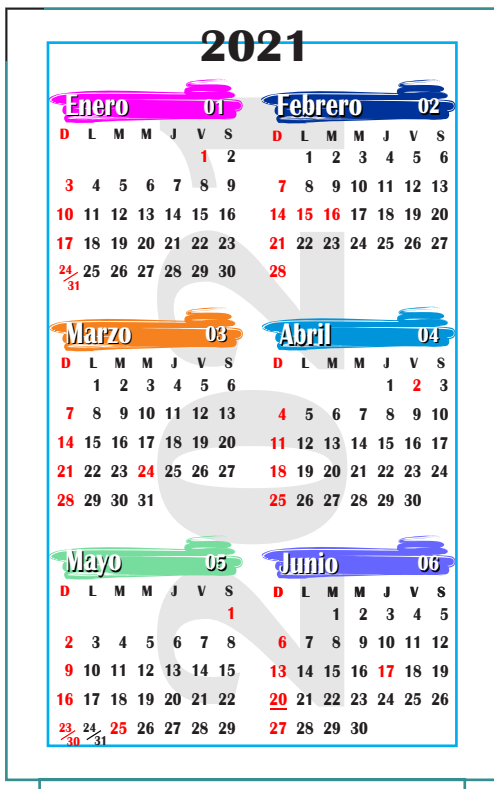 2021
Enero 01
D L M M J V S
1 2
3 4 5 6 7 8 9
10 11 12 13 14 15 16
17 18 19 20 21 22 23
24/31 25 26 27 28 29 30
Febrero 02
D L M M J V S
1 2 3 4 5 6
7 8 9 10 11 12 13
14 15 16 17 18 19 20
21 22 23 24 25 26 27
28
Marzo 03
D L M M J V S
1 2 3 4 5 6
7 8 9 10 11 12 13
14 15 16 17 18 19 20
21 22 23 24 25 26 27
28 29 30 31
Abril 04
D L M M J V S
1 2 3
4 5 6 7 8 9 10
11 12 13 14 15 16 17
18 19 20 21 22 23 24
25 26 27 28 29 30
Mayo 05
D L M M J V S
1
2 3 4 5 6 7 8
9 10 11 12 13 14 15
16 17 18 19 20 21 22
23/30 24/31 25 26 27 28 29
Junio 06
D L M M J V S
1 2 3 4 5
6 7 8 9 10 11 12
13 14 15 16 17 18 19
20 21 22 23 24 25 26
27 28 29 30
2021